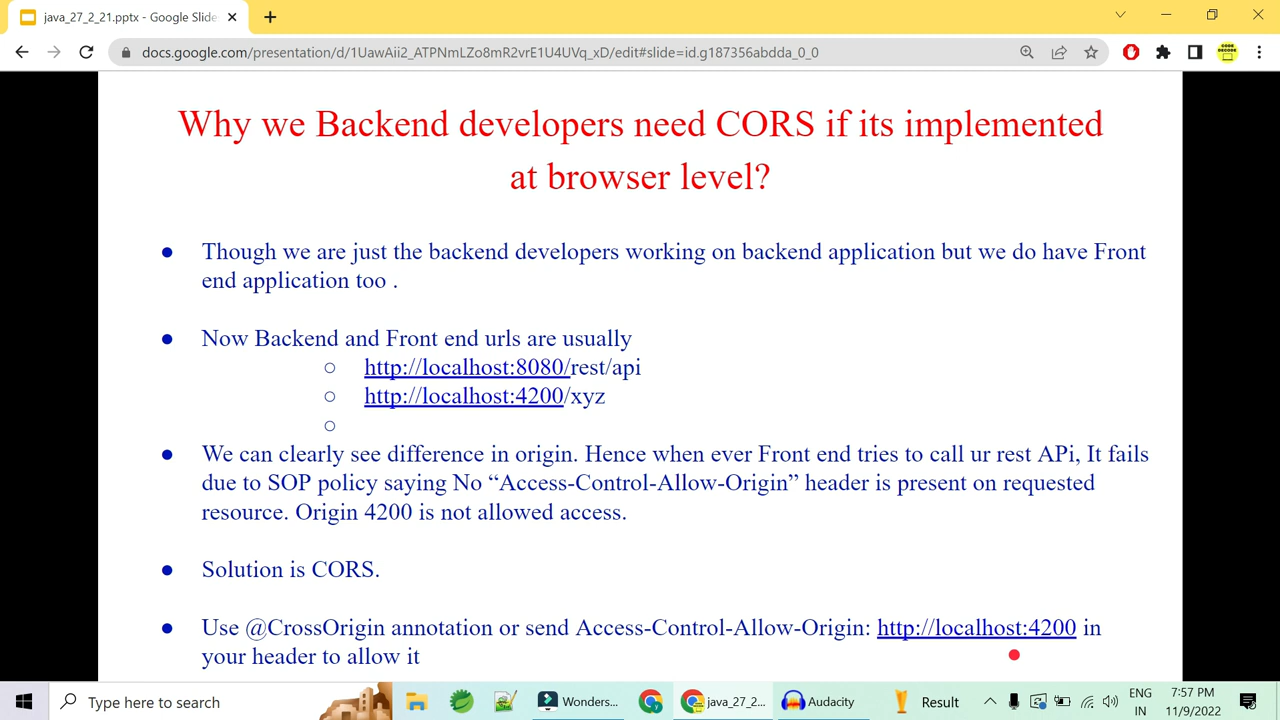 java_27_2_21.pptx - Google Slide
docs.google.com/presentation/d/1UawAii2_ATPNmLZo8mR2vrE1U4UVq_xD/edit#slide=id.g187356abdda_0_0
CODE
DECODE
Why we Backend developers need CORS if its implemented
at browser level?
● Though we are just the backend developers working on backend application but we do have Front
end application too .
● Now Backend and Front end urls are usually
○ http://localhost:8080/rest/api
○ http://localhost:4200/xyz
○
● We can clearly see difference in origin. Hence when ever Front end tries to call ur rest APi, It fails
due to SOP policy saying No “Access-Control-Allow-Origin” header is present on requested
resource. Origin 4200 is not allowed access.
● Solution is CORS.
● Use @CrossOrigin annotation or send Access-Control-Allow-Origin: http://localhost:4200 in
your header to allow it
Type here to search
Wonders...
java_27_2...
Audacity
Result
ENG
IN
7:57 PM
11/9/2022